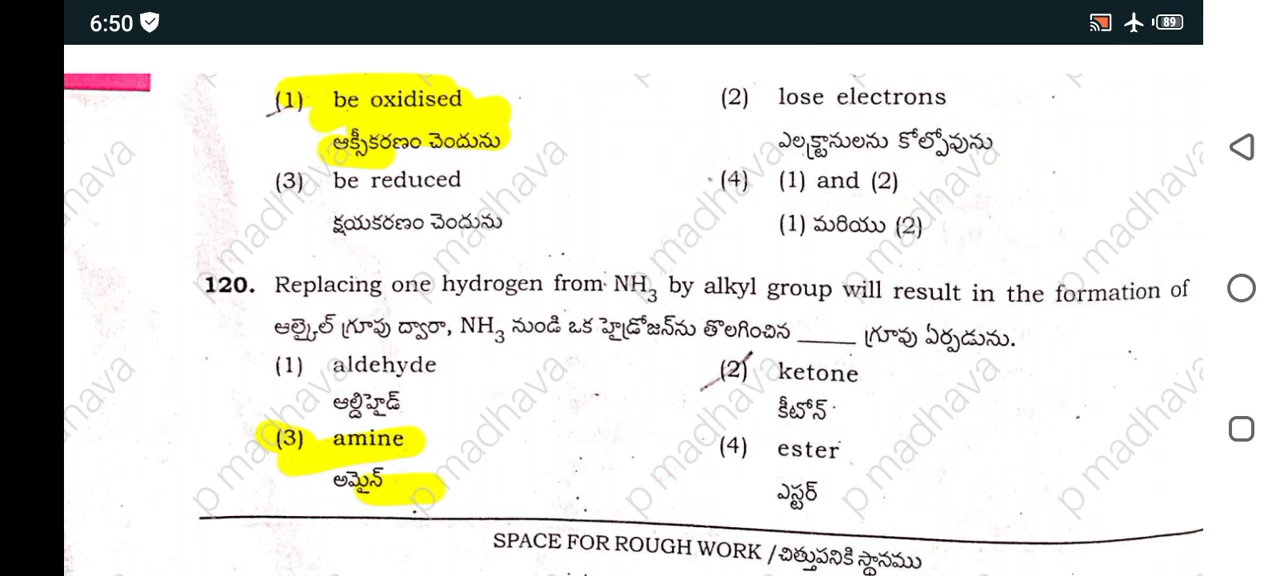 6:50
89
(1) be oxidised (2) lose electrons
ఆక్సీకరణం చెందును ఎలక్ట్రానులను కోల్పోవును
(3) be reduced (4) (1) and (2)
క్షయకరణం చెందును (1) మరియు (2)
120. Replacing one hydrogen from NH₃ by alkyl group will result in the formation of
ఆల్కైల్ గ్రూపు ద్వారా, NH₃ నుండి ఒక హైడ్రోజన్‌ను తొలగించిన _____ గ్రూపు ఏర్పడును.
(1) aldehyde (2) ketone
ఆల్డిహైడ్ కీటోన్
(3) amine (4) ester
అమైన్ ఎస్టర్
SPACE FOR ROUGH WORK / చిత్తుపనికి స్థానము
p madhava